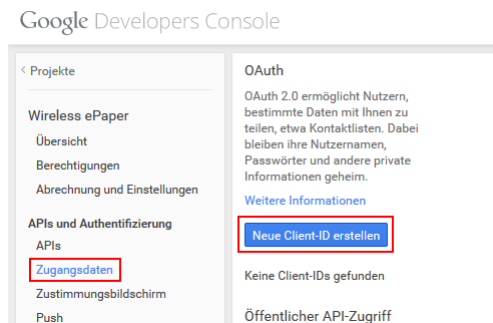 Google Developers Console
< Projekte
Wireless ePaper
Übersicht
Berechtigungen
Abrechnung und Einstellungen
APIs und Authentifizierung
APIs
Zugangsdaten
Zustimmungsbildschirm
Push
OAuth
OAuth 2.0 ermöglicht Nutzern,
bestimmte Daten mit Ihnen zu
teilen, etwa Kontaktlisten. Dabei
bleiben ihre Nutzernamen,
Passwörter und andere private
Informationen geheim.
Weitere Informationen
Neue Client-ID erstellen
Keine Client-IDs gefunden
Öffentlicher API-Zugriff